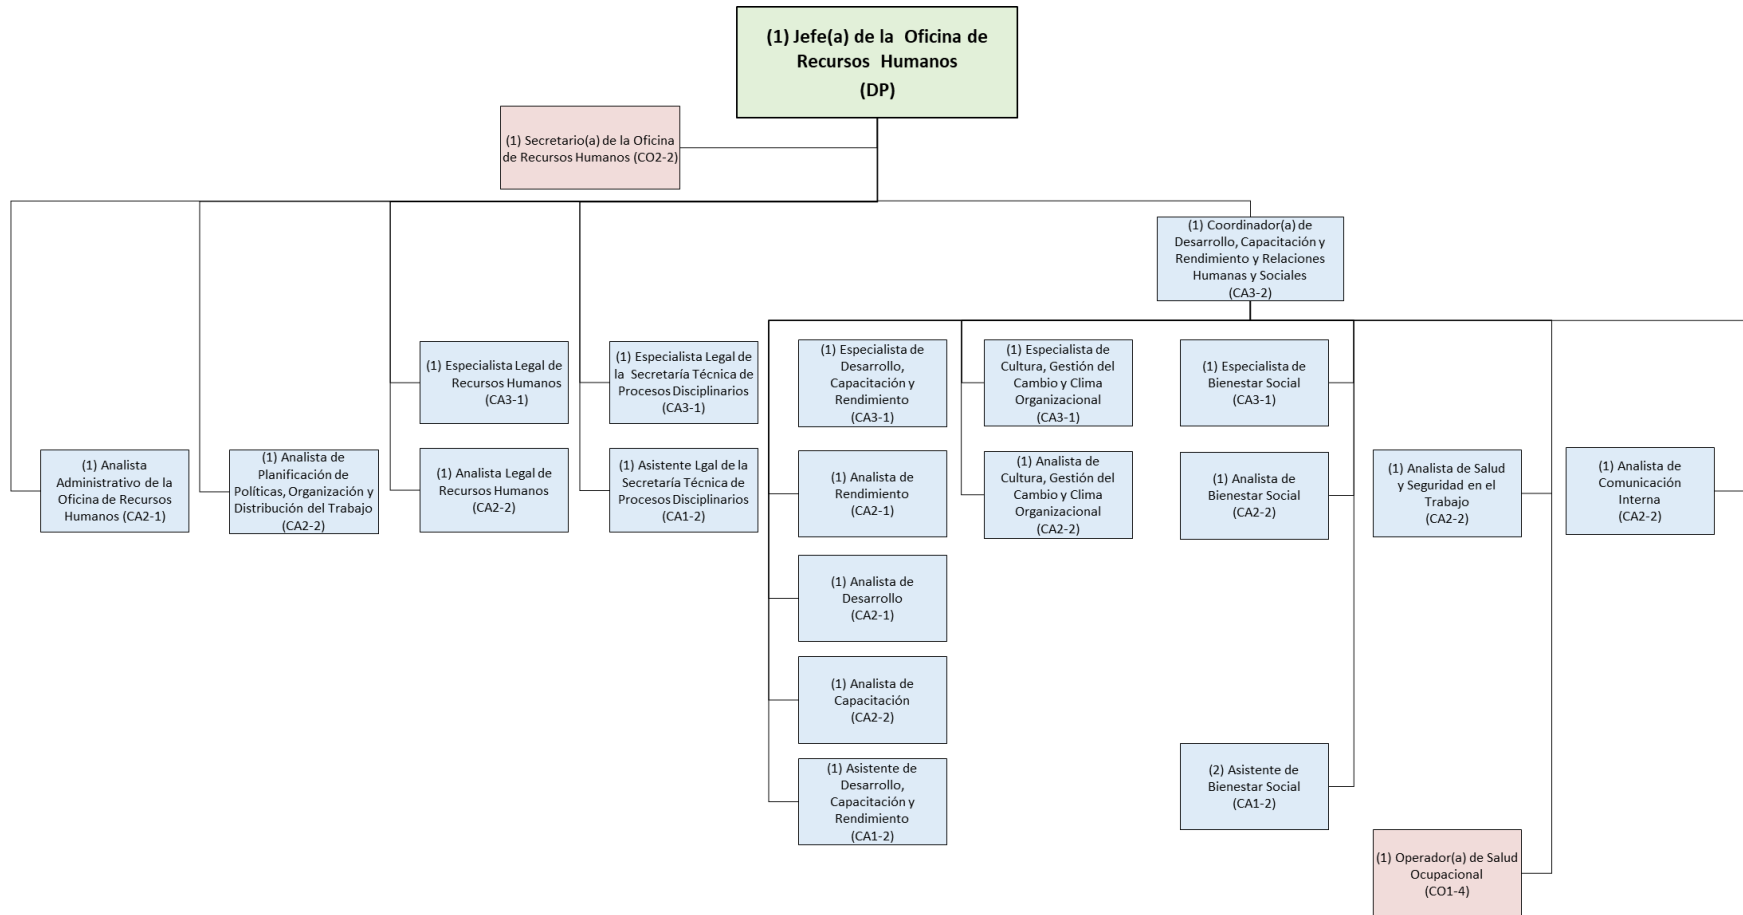 (1) Jefe(a) de la Oficina de
Recursos Humanos
(DP)
(1) Secretario(a) de la Oficina
de Recursos Humanos (CO2-2)
(1) Coordinador(a) de
Desarrollo, Capacitación y
Rendimiento y Relaciones
Humanas y Sociales
(CA3-2)
(1) Especialista Legal de
Recursos Humanos
(CA3-1)
(1) Especialista Legal de
la Secretaría Técnica de
Procesos Disciplinarios
(CA3-1)
(1) Especialista de
Desarrollo,
Capacitación y
Rendimiento
(CA3-1)
(1) Especialista de
Cultura, Gestión del
Cambio y Clima
Organizacional
(CA3-1)
(1) Especialista de
Bienestar Social
(CA3-1)
(1) Analista
Administrativo de la
Oficina de Recursos
Humanos (CA2-1)
(1) Analista de
Planificación de
Políticas, Organización y
Distribución del Trabajo
(CA2-2)
(1) Analista Legal de
Recursos Humanos
(CA2-2)
(1) Asistente Lgal de la
Secretaría Técnica de
Procesos Disciplinarios
(CA1-2)
(1) Analista de
Rendimiento
(CA2-1)
(1) Analista de
Cultura, Gestión del
Cambio y Clima
Organizacional
(CA2-2)
(1) Analista de
Bienestar Social
(CA2-2)
(1) Analista de Salud
y Seguridad en el
Trabajo
(CA2-2)
(1) Analista de
Comunicación
Interna
(CA2-2)
(1) Analista de
Desarrollo
(CA2-1)
(1) Analista de
Capacitación
(CA2-2)
(1) Asistente de
Desarrollo,
Capacitación y
Rendimiento
(CA1-2)
(2) Asistente de
Bienestar Social
(CA1-2)
(1) Operador(a) de Salud
Ocupacional
(CO1-4)